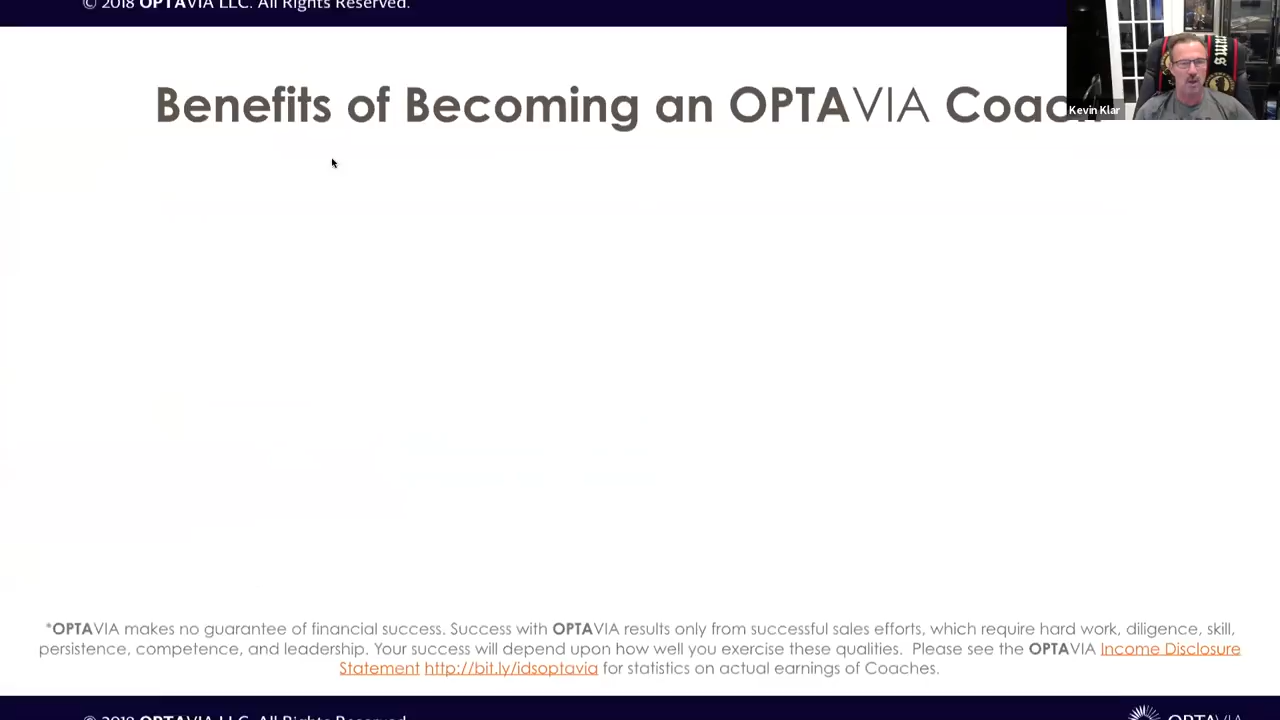 © 2018 OPTAVIA LLC. All Rights Reserved.
Benefits of Becoming an OPTAVIA Coach
Kevin Klar
*OPTAVIA makes no guarantee of financial success. Success with OPTAVIA results only from successful sales efforts, which require hard work, diligence, skill,
persistence, competence, and leadership. Your success will depend upon how well you exercise these qualities. Please see the OPTAVIA Income Disclosure
Statement http://bit.ly/idsoptavia for statistics on actual earnings of Coaches.
© 2018 OPTAVIA LLC. All Rights Reserved.
OPTAVIA